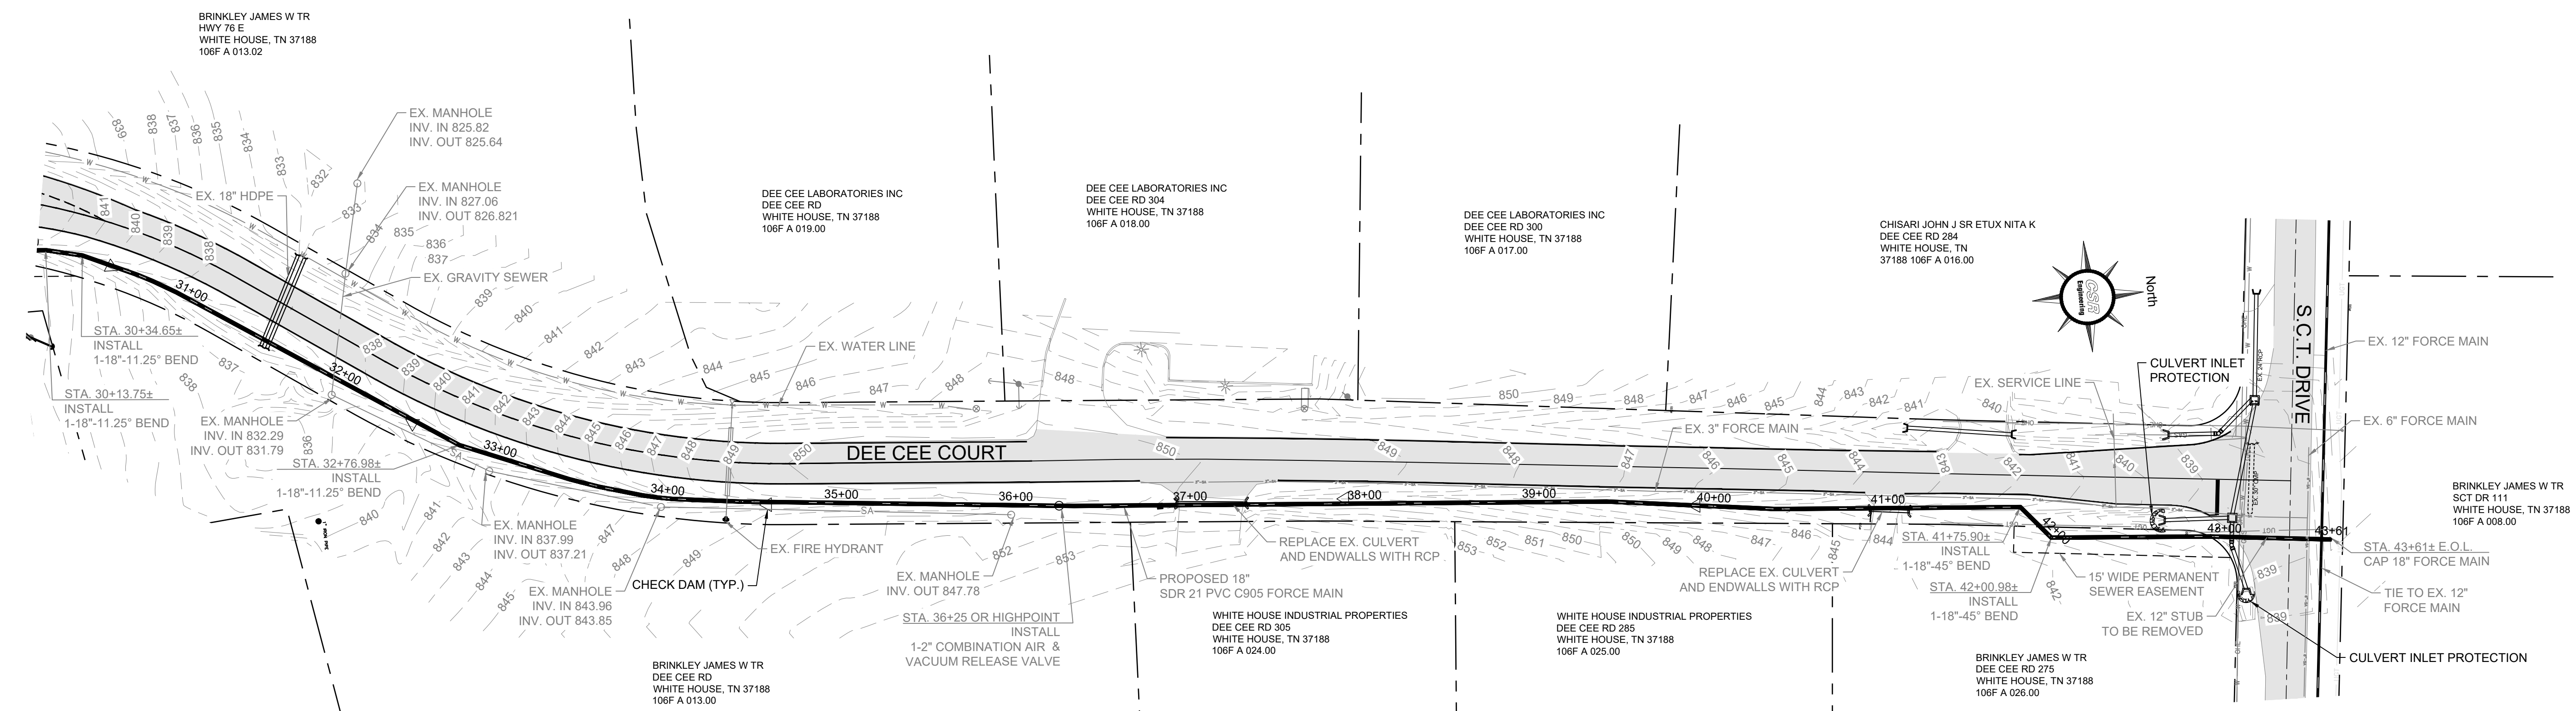 BRINKLEY JAMES W TR
HWY 76 E
WHITE HOUSE, TN 37188
106F A 013.02
EX. MANHOLE
INV. IN 825.82
INV. OUT 825.64
EX. 18" HDPE
EX. MANHOLE
INV. IN 827.06
INV. OUT 826.821
EX. GRAVITY SEWER
DEE CEE LABORATORIES INC
DEE CEE RD
WHITE HOUSE, TN 37188
106F A 019.00
DEE CEE LABORATORIES INC
DEE CEE RD 304
WHITE HOUSE, TN 37188
106F A 018.00
DEE CEE LABORATORIES INC
DEE CEE RD 300
WHITE HOUSE, TN 37188
106F A 017.00
CHISARI JOHN J SR ETUX NITA K
DEE CEE RD 284
WHITE HOUSE, TN
37188 106F A 016.00
CSR
Engineering
North
S.C.T. DRIVE
EX. 12" FORCE MAIN
CULVERT INLET
PROTECTION
EX. SERVICE LINE
EX. 6" FORCE MAIN
EX. WATER LINE
EX. 3" FORCE MAIN
DEE CEE COURT
31+00
32+00
33+00
34+00
35+00
36+00
37+00
38+00
39+00
40+00
41+00
42+00
43+00
43+61
STA. 30+34.65±
INSTALL
1-18"-11.25° BEND
STA. 30+13.75±
INSTALL
1-18"-11.25° BEND
EX. MANHOLE
INV. IN 832.29
INV. OUT 831.79
STA. 32+76.98±
INSTALL
1-18"-11.25° BEND
EX. MANHOLE
INV. IN 837.99
INV. OUT 837.21
EX. MANHOLE
INV. IN 843.96
INV. OUT 843.85
CHECK DAM (TYP.)
EX. FIRE HYDRANT
EX. MANHOLE
INV. OUT 847.78
STA. 36+25 OR HIGHPOINT
INSTALL
1-2" COMBINATION AIR &
VACUUM RELEASE VALVE
PROPOSED 18"
SDR 21 PVC C905 FORCE MAIN
REPLACE EX. CULVERT
AND ENDWALLS WITH RCP
REPLACE EX. CULVERT
AND ENDWALLS WITH RCP
STA. 41+75.90±
INSTALL
1-18"-45° BEND
STA. 42+00.98±
INSTALL
1-18"-45° BEND
15' WIDE PERMANENT
SEWER EASEMENT
EX. 12" STUB
TO BE REMOVED
STA. 43+61± E.O.L.
CAP 18" FORCE MAIN
TIE TO EX. 12"
FORCE MAIN
CULVERT INLET PROTECTION
BRINKLEY JAMES W TR
SCT DR 111
WHITE HOUSE, TN 37188
106F A 008.00
WHITE HOUSE INDUSTRIAL PROPERTIES
DEE CEE RD 305
WHITE HOUSE, TN 37188
106F A 024.00
WHITE HOUSE INDUSTRIAL PROPERTIES
DEE CEE RD 285
WHITE HOUSE, TN 37188
106F A 025.00
BRINKLEY JAMES W TR
DEE CEE RD 275
WHITE HOUSE, TN 37188
106F A 026.00
BRINKLEY JAMES W TR
DEE CEE RD
WHITE HOUSE, TN 37188
106F A 013.00